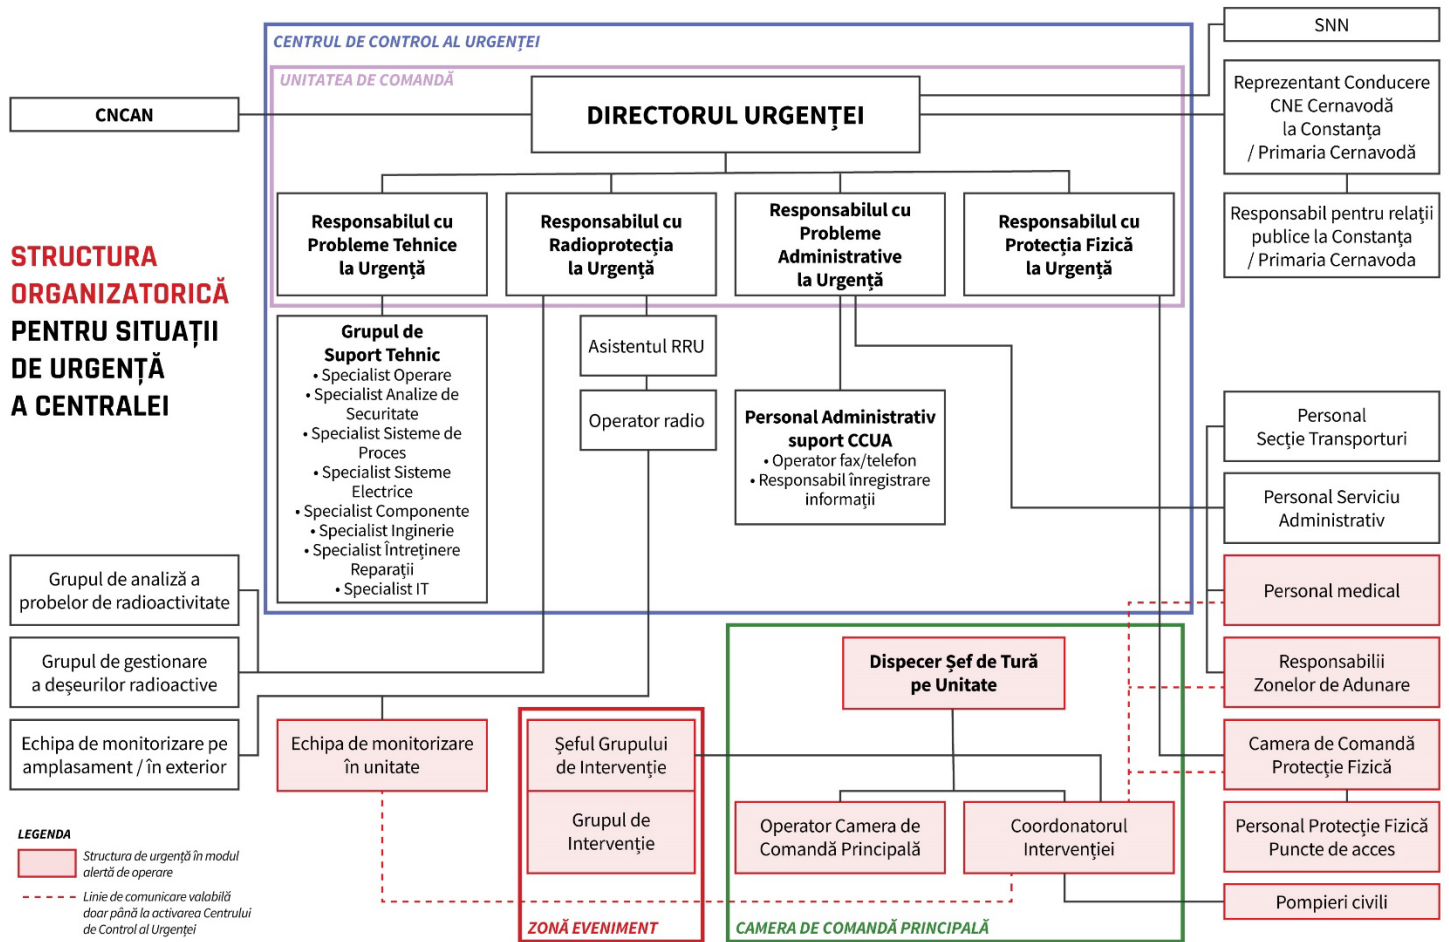 CENTRUL DE CONTROL AL URGENȚEI
UNITATEA DE COMANDĂ
SNN
CNCAN
DIRECTORUL URGENȚEI
Reprezentant Conducere
CNE Cernavodă
la Constanța
/ Primaria Cernavodă
Responsabilul cu
Probleme Tehnice
la Urgență
Responsabilul cu
Radioprotecția
la Urgență
Responsabilul cu
Probleme
Administrative
la Urgență
Responsabilul cu
Protecția Fizică
la Urgență
Responsabil pentru relații
publice la Constanța
/ Primaria Cernavoda
STRUCTURA
ORGANIZATORICĂ
PENTRU SITUAȚII
DE URGENȚĂ
A CENTRALEI
Grupul de
Suport Tehnic
• Specialist Operare
• Specialist Analize de
Securitate
• Specialist Sisteme de
Proces
• Specialist Sisteme
Electrice
• Specialist Componente
• Specialist Inginerie
• Specialist Întreținere
Reparații
• Specialist IT
Asistentul RRU
Operator radio
Personal Administrativ
suport CCUA
• Operator fax/telefon
• Responsabil înregistrare
informații
Personal
Secție Transporturi
Personal Serviciu
Administrativ
Grupul de analiză a
probelor de radioactivitate
Personal medical
Grupul de gestionare
a deșeurilor radioactive
Dispecer Șef de Tură
pe Unitate
Responsabilii
Zonelor de Adunare
Echipa de monitorizare pe
amplasament / în exterior
Echipa de monitorizare
în unitate
Șeful Grupului
de Intervenție
Camera de Comandă
Protecție Fizică
Grupul de
Intervenție
Operator Camera de
Comandă Principală
Coordonatorul
Intervenției
Personal Protecție Fizică
Puncte de acces
Pompieri civili
LEGENDA
Structura de urgență în modul
alertă de operare
Linie de comunicare valabilă
doar până la activarea Centrului
de Control al Urgenței
ZONĂ EVENIMENT
CAMERA DE COMANDĂ PRINCIPALĂ